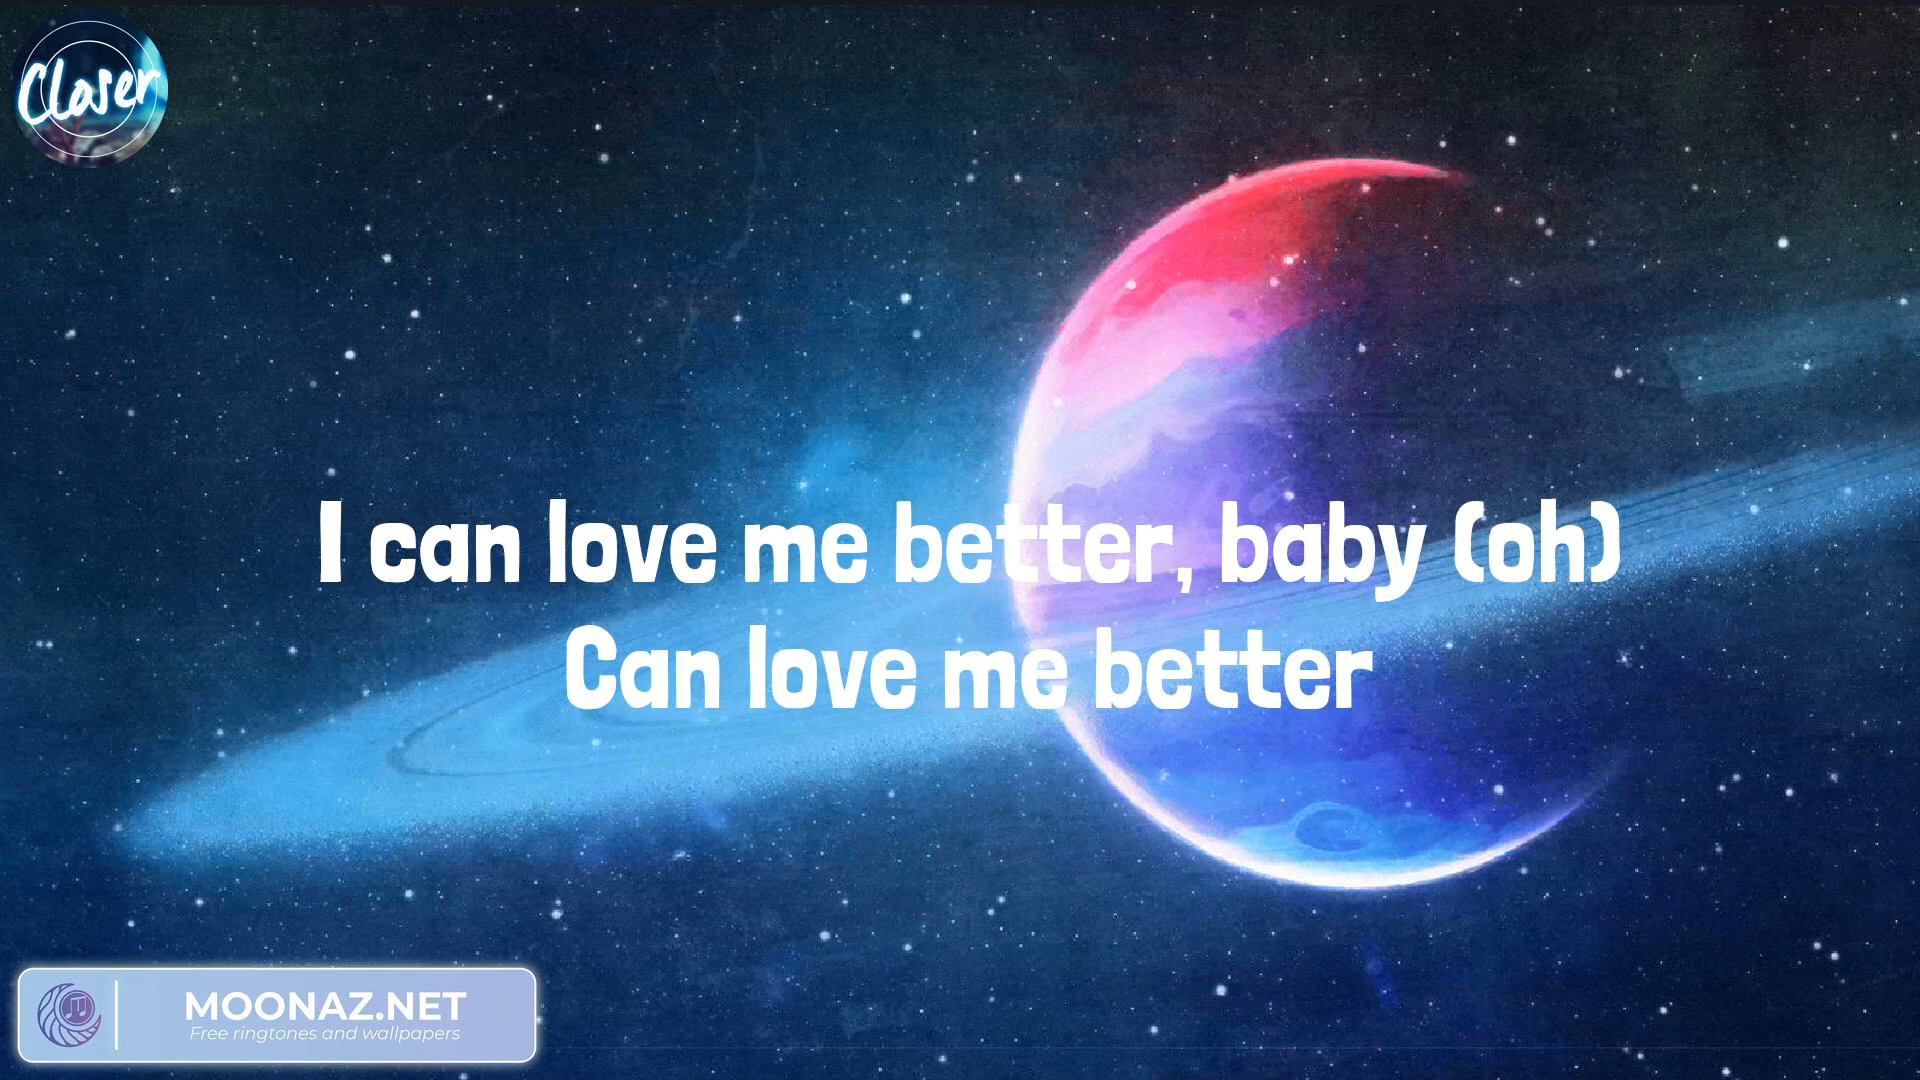 Closer
I can love me better, baby (oh)
Can love me better
MOONAZ.NET
Free ringtones and wallpapers